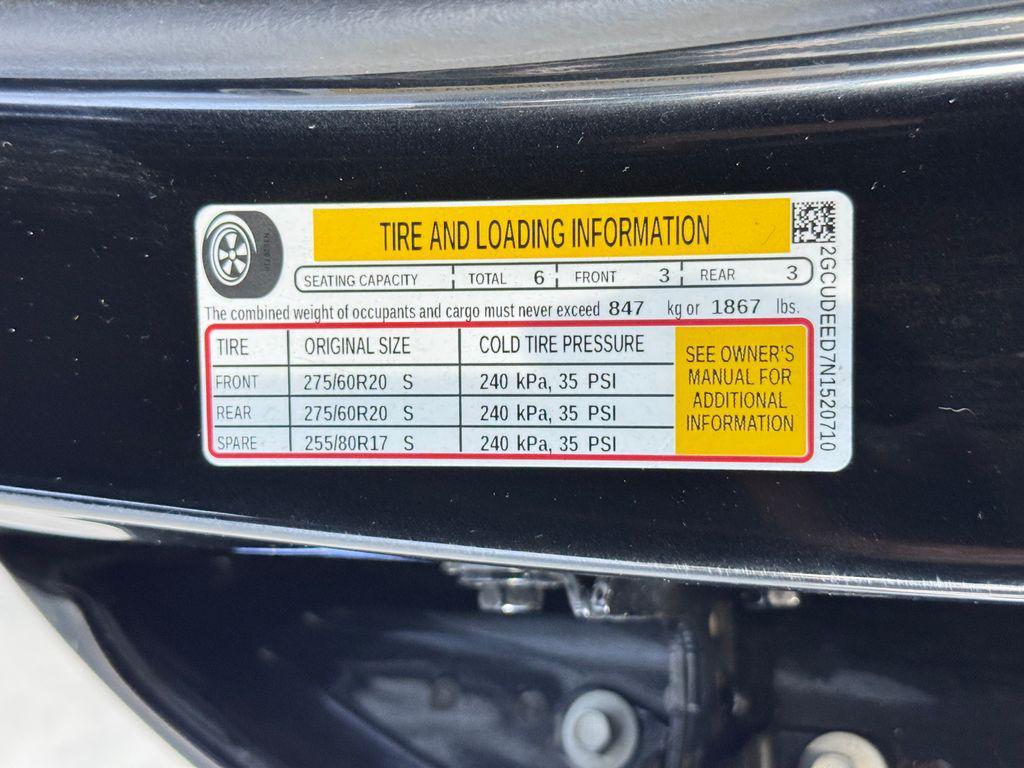 TIRE AND LOADING INFORMATION
SEATING CAPACITY TOTAL 6 FRONT 3 REAR 3
The combined weight of occupants and cargo must never exceed 847 kg or 1867 lbs.
TIRE ORIGINAL SIZE COLD TIRE PRESSURE
FRONT 275/60R20 S 240 kPa, 35 PSI
REAR 275/60R20 S 240 kPa, 35 PSI
SPARE 255/80R17 S 240 kPa, 35 PSI
SEE OWNER'S
MANUAL FOR
ADDITIONAL
INFORMATION
2GCUDEED7N1520710